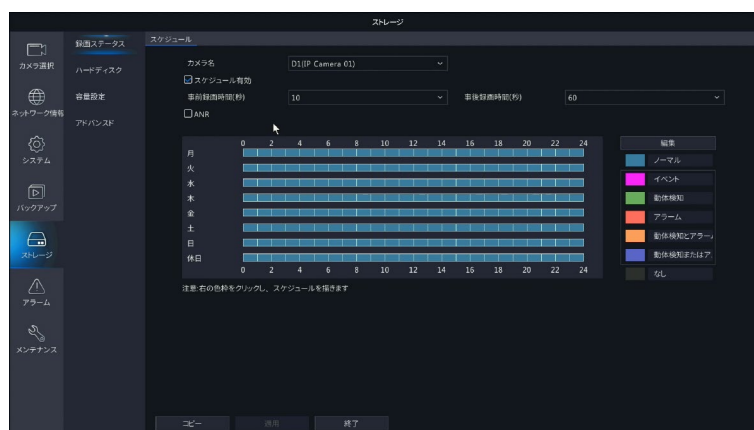 ストレージ
カメラ選択
ネットワーク情報
システム
バックアップ
ストレージ
アラーム
メンテナンス
録画ステータス
ハードディスク
容量設定
アドバンスド
スケジュール
カメラ名 D1(IP Camera 01)
スケジュール有効
事前録画時間(秒) 10 事後録画時間(秒) 60
ANR
0 2 4 6 8 10 12 14 16 18 20 22 24
月
火
水
木
金
土
日
休日
0 2 4 6 8 10 12 14 16 18 20 22 24
編集
ノーマル
イベント
動体検知
アラーム
動体検知とアラー
動体検知またはア
なし
注意:右の色枠をクリックし、スケジュールを描きます
コピー 適用 終了